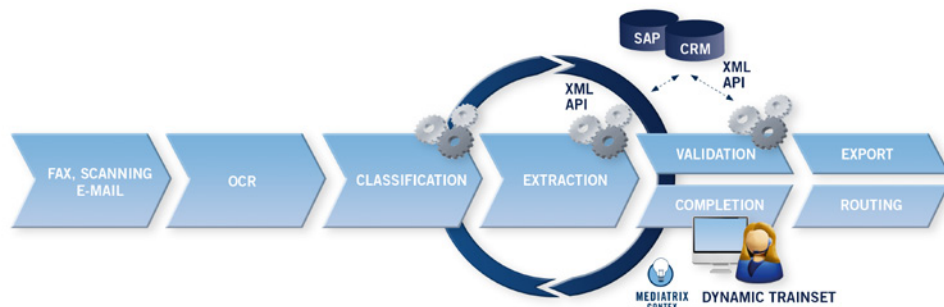 SAP
CRM
XML
API
XML
API
FAX, SCANNING
E-MAIL
OCR
CLASSIFICATION
EXTRACTION
VALIDATION
EXPORT
COMPLETION
ROUTING
MEDIATRIX
DYNAMIC TRAINSET